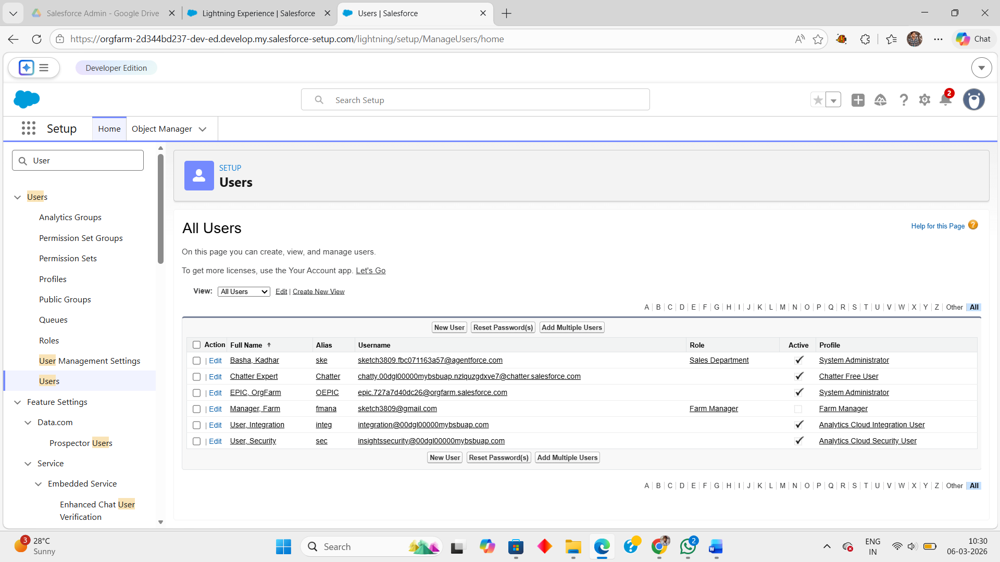 Salesforce Admin - Google Drive
Lightning Experience | Salesforce
Users | Salesforce
https://orgfarm-2d344bd237-dev-ed.develop.my.salesforce-setup.com/lightning/setup/ManageUsers/home
Chat
Developer Edition
Search Setup
2
Setup
Home
Object Manager
User
SETUP
Users
Users
Analytics Groups
Permission Set Groups
Permission Sets
Profiles
Public Groups
Queues
Roles
User Management Settings
Users
Feature Settings
Data.com
Prospector Users
Service
Embedded Service
Enhanced Chat User
Verification
All Users
Help for this Page ?
On this page you can create, view, and manage users.
To get more licenses, use the Your Account app. Let's Go
View: All Users Edit | Create New View
A | B | C | D | E | F | G | H | I | J | K | L | M | N | O | P | Q | R | S | T | U | V | W | X | Y | Z | Other | All
New User Reset Password(s) Add Multiple Users
Action Full Name ↑ Alias Username Role Active Profile
| Edit Basha, Kadhar ske sketch3809.fbc071163a57@agentforce.com Sales Department System Administrator
| Edit Chatter Expert Chatter chatty.00dgl00000mybsbuap.nzlquzgdxve7@chatter.salesforce.com Chatter Free User
| Edit EPIC, OrgFarm OEPIC epic.727a7d40dc26@orgfarm.salesforce.com System Administrator
| Edit Manager, Farm fmana sketch3809@gmail.com Farm Manager Farm Manager
| Edit User, Integration integ integration@00dgl00000mybsbuap.com Analytics Cloud Integration User
| Edit User, Security sec insightssecurity@00dgl00000mybsbuap.com Analytics Cloud Security User
New User Reset Password(s) Add Multiple Users
A | B | C | D | E | F | G | H | I | J | K | L | M | N | O | P | Q | R | S | T | U | V | W | X | Y | Z | Other | All
3
28°C
Sunny
Search
2
ENG
IN
10:30
06-03-2026